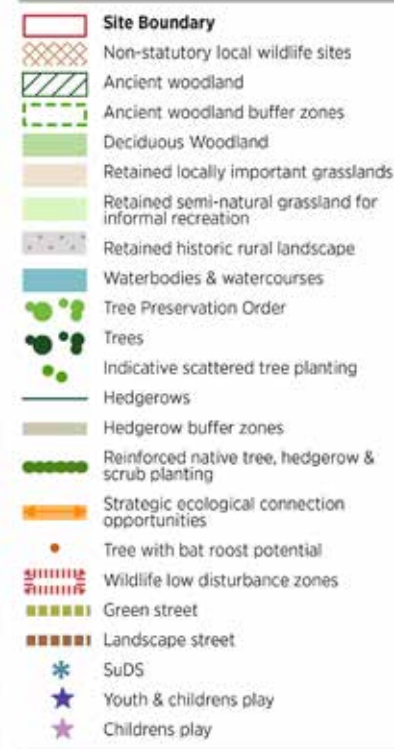 Site Boundary
Non-statutory local wildlife sites
Ancient woodland
Ancient woodland buffer zones
Deciduous Woodland
Retained locally important grasslands
Retained semi-natural grassland for
informal recreation
Retained historic rural landscape
Waterbodies & watercourses
Tree Preservation Order
Trees
Indicative scattered tree planting
Hedgerows
Hedgerow buffer zones
Reinforced native tree, hedgerow &
scrub planting
Strategic ecological connection
opportunities
Tree with bat roost potential
Wildlife low disturbance zones
Green street
Landscape street
SuDS
Youth & childrens play
Childrens play